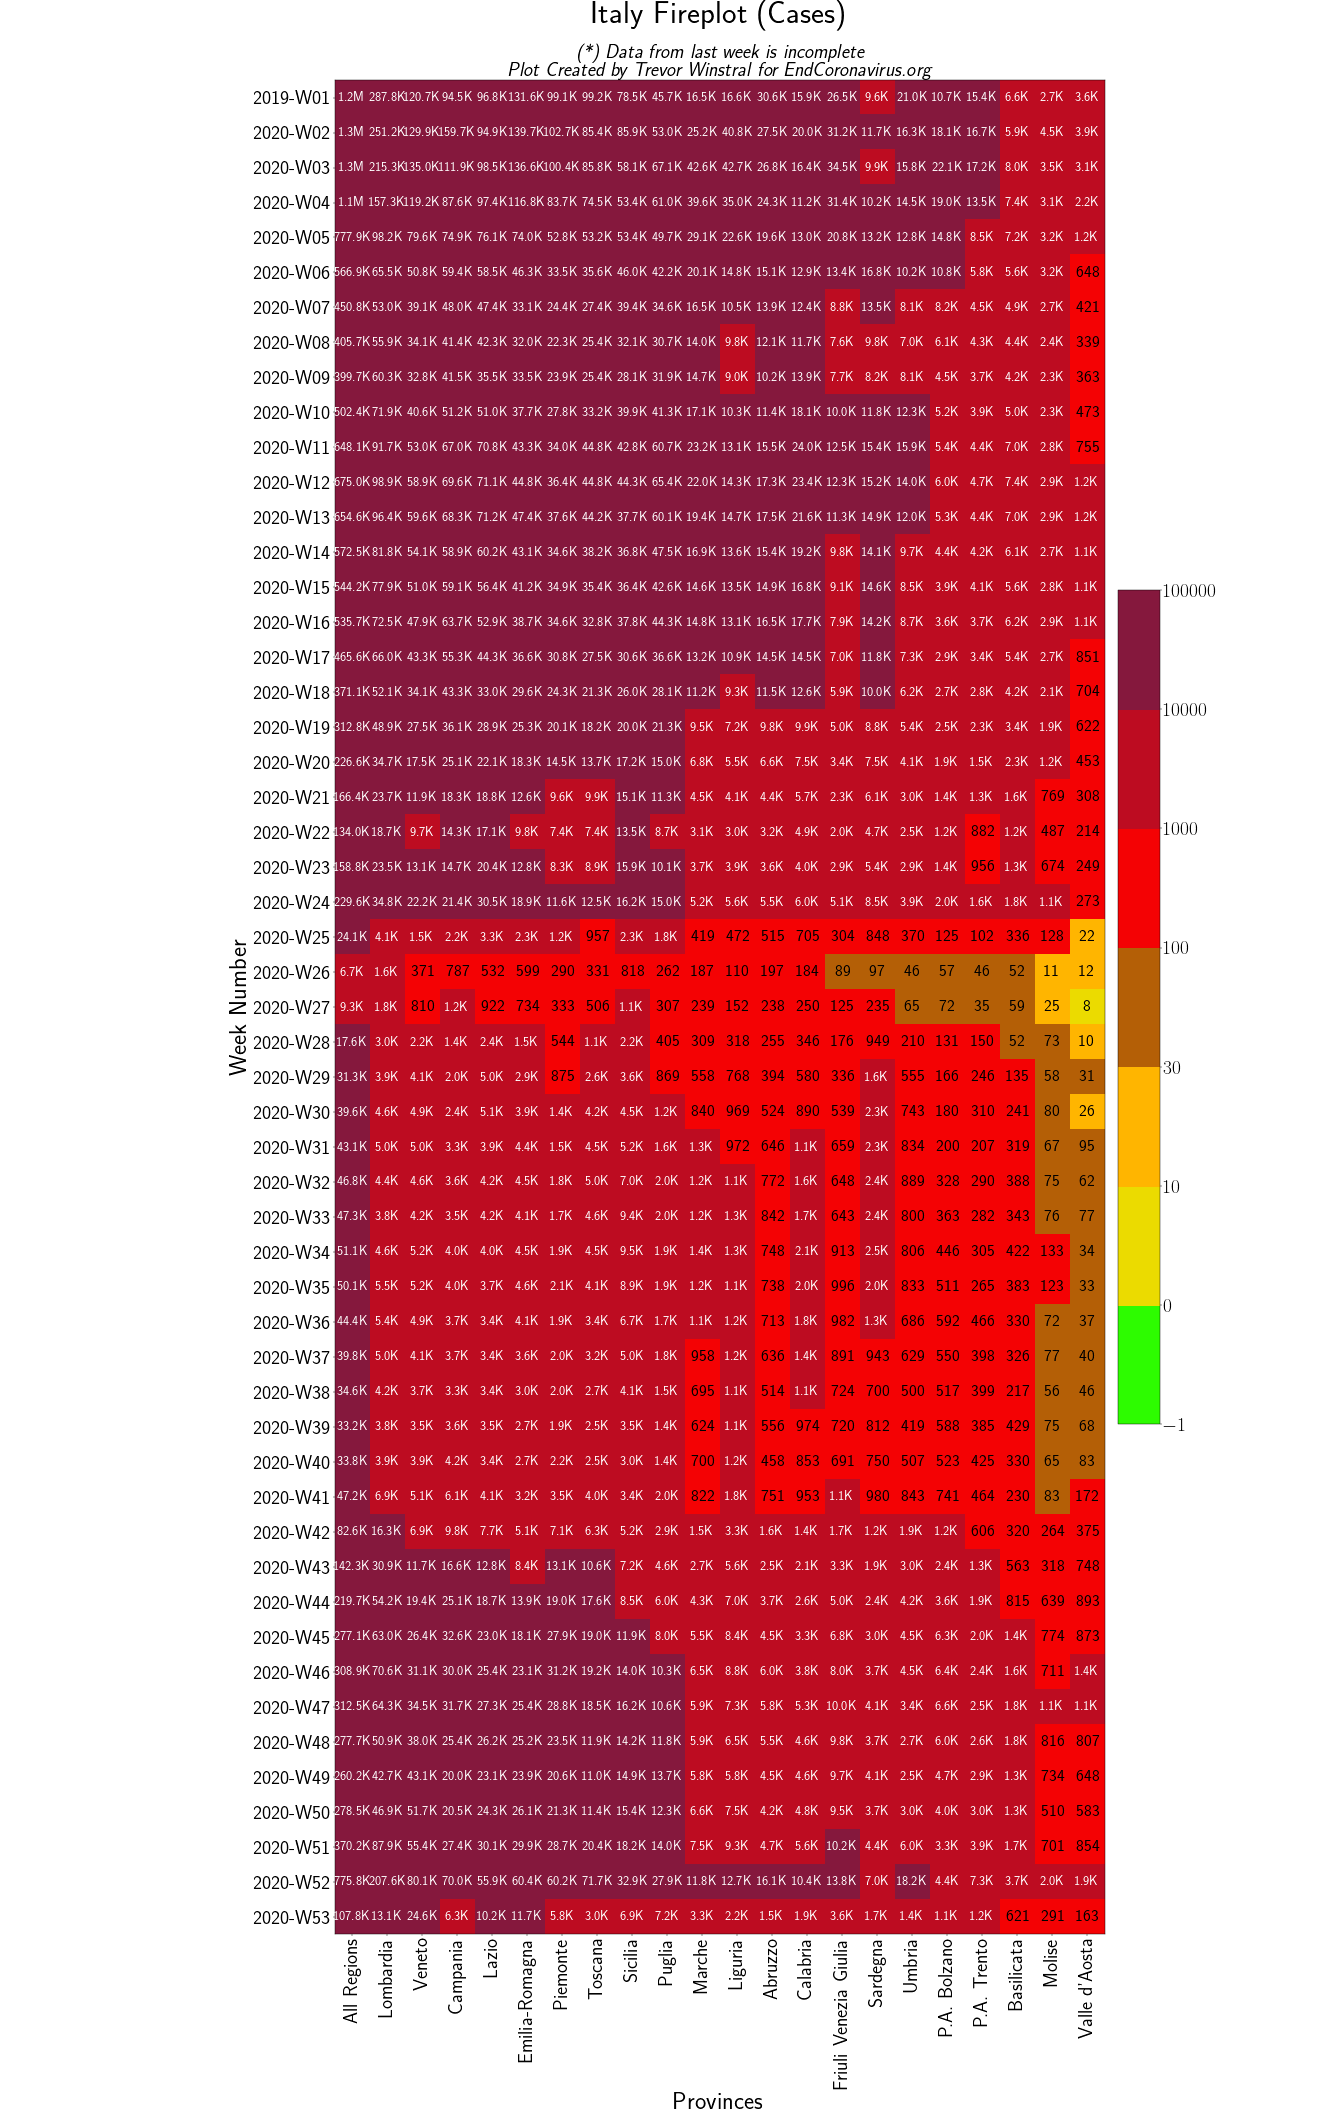 Italy Fireplot (Cases)
(*) Data from last week is incomplete
Plot Created by Trevor Winstral for EndCoronavirus.org
2019-W01 1.2M 287.8K 120.7K 94.5K 96.8K 131.6K 99.1K 99.2K 78.5K 45.7K 16.5K 16.6K 30.6K 15.9K 26.5K 9.6K 21.0K 10.7K 15.4K 6.6K 2.7K 3.6K
2020-W02 1.3M 251.2K 129.9K 159.7K 94.9K 139.7K 102.7K 85.4K 85.9K 53.0K 25.2K 40.8K 27.5K 20.0K 31.2K 11.7K 16.3K 18.1K 16.7K 5.9K 4.5K 3.9K
2020-W03 1.3M 215.3K 135.0K 111.9K 98.5K 136.6K 100.4K 85.8K 58.1K 67.1K 42.6K 42.7K 26.8K 16.4K 34.5K 9.9K 15.8K 22.1K 17.2K 8.0K 3.5K 3.1K
2020-W04 1.1M 157.3K 119.2K 87.6K 97.4K 116.8K 83.7K 74.5K 53.4K 61.0K 39.6K 35.0K 24.3K 11.2K 31.4K 10.2K 14.5K 19.0K 13.5K 7.4K 3.1K 2.2K
2020-W05 777.9K 98.2K 79.6K 74.9K 76.1K 74.0K 52.8K 53.2K 53.4K 49.7K 29.1K 22.6K 19.6K 13.0K 20.8K 13.2K 12.8K 14.8K 8.5K 7.2K 3.2K 1.2K
2020-W06 566.9K 65.5K 50.8K 59.4K 58.5K 46.3K 33.5K 35.6K 46.0K 42.2K 20.1K 14.8K 15.1K 12.9K 13.4K 16.8K 10.2K 10.8K 5.8K 5.6K 3.2K 648
2020-W07 450.8K 53.0K 39.1K 48.0K 47.4K 33.1K 24.4K 27.4K 39.4K 34.6K 16.5K 10.5K 13.9K 12.4K 8.8K 13.5K 8.1K 8.2K 4.5K 4.9K 2.7K 421
2020-W08 405.7K 55.9K 34.1K 41.4K 42.3K 32.0K 22.3K 25.4K 32.1K 30.7K 14.0K 9.8K 12.1K 11.7K 7.6K 9.8K 7.0K 6.1K 4.3K 4.4K 2.4K 339
2020-W09 399.7K 60.3K 32.8K 41.5K 35.5K 33.5K 23.9K 25.4K 28.1K 31.9K 14.7K 9.0K 10.2K 13.9K 7.7K 8.2K 8.1K 4.5K 3.7K 4.2K 2.3K 363
2020-W10 502.4K 71.9K 40.6K 51.2K 51.0K 37.7K 27.8K 33.2K 39.9K 41.3K 17.1K 10.3K 11.4K 18.1K 10.0K 11.8K 12.3K 5.2K 3.9K 5.0K 2.3K 473
2020-W11 648.1K 91.7K 53.0K 67.0K 70.8K 43.3K 34.0K 44.8K 42.8K 60.7K 23.2K 13.1K 15.5K 24.0K 12.5K 15.4K 15.9K 5.4K 4.4K 7.0K 2.8K 755
2020-W12 675.0K 98.9K 58.9K 69.6K 71.1K 44.8K 36.4K 44.8K 44.3K 65.4K 22.0K 14.3K 17.3K 23.4K 12.3K 15.2K 14.0K 6.0K 4.7K 7.4K 2.9K 1.2K
2020-W13 654.6K 96.4K 59.6K 68.3K 71.2K 47.4K 37.6K 44.2K 37.7K 60.1K 19.4K 14.7K 17.5K 21.6K 11.3K 14.9K 12.0K 5.3K 4.4K 7.0K 2.9K 1.2K
2020-W14 572.5K 81.8K 54.1K 58.9K 60.2K 43.1K 34.6K 38.2K 36.8K 47.5K 16.9K 13.6K 15.4K 19.2K 9.8K 14.1K 9.7K 4.4K 4.2K 6.1K 2.7K 1.1K
2020-W15 544.2K 77.9K 51.0K 59.1K 56.4K 41.2K 34.9K 35.4K 36.4K 42.6K 14.6K 13.5K 14.9K 16.8K 9.1K 14.6K 8.5K 3.9K 4.1K 5.6K 2.8K 1.1K
2020-W16 535.7K 72.5K 47.9K 63.7K 52.9K 38.7K 34.6K 32.8K 37.8K 44.3K 14.8K 13.1K 16.5K 17.7K 7.9K 14.2K 8.7K 3.6K 3.7K 6.2K 2.9K 1.1K
2020-W17 465.6K 66.0K 43.3K 55.3K 44.3K 36.6K 30.8K 27.5K 30.6K 36.6K 13.2K 10.9K 14.5K 14.5K 7.0K 11.8K 7.3K 2.9K 3.4K 5.4K 2.7K 851
2020-W18 371.1K 52.1K 34.1K 43.3K 33.0K 29.6K 24.3K 21.3K 26.0K 28.1K 11.2K 9.3K 11.5K 12.6K 5.9K 10.0K 6.2K 2.7K 2.8K 4.2K 2.1K 704
2020-W19 312.8K 48.9K 27.5K 36.1K 28.9K 25.3K 20.1K 18.2K 20.0K 21.3K 9.5K 7.2K 9.8K 9.9K 5.0K 8.8K 5.4K 2.5K 2.3K 3.4K 1.9K 622
2020-W20 226.6K 34.7K 17.5K 25.1K 22.1K 18.3K 14.5K 13.7K 17.2K 15.0K 6.8K 5.5K 6.6K 7.5K 3.4K 7.5K 4.1K 1.9K 1.5K 2.3K 1.2K 453
2020-W21 166.4K 23.7K 11.9K 18.3K 18.8K 12.6K 9.6K 9.9K 15.1K 11.3K 4.5K 4.1K 4.4K 5.7K 2.3K 6.1K 3.0K 1.4K 1.3K 1.6K 769 308
2020-W22 134.0K 18.7K 9.7K 14.3K 17.1K 9.8K 7.4K 7.4K 13.5K 8.7K 3.1K 3.0K 3.2K 4.9K 2.0K 4.7K 2.5K 1.2K 882 1.2K 487 214
2020-W23 158.8K 23.5K 13.1K 14.7K 20.4K 12.8K 8.3K 8.9K 15.9K 10.1K 3.7K 3.9K 3.6K 4.0K 2.9K 5.4K 2.9K 1.4K 956 1.3K 674 249
2020-W24 229.6K 34.8K 22.2K 21.4K 30.5K 18.9K 11.6K 12.5K 16.2K 15.0K 5.2K 5.6K 5.5K 6.0K 5.1K 8.5K 3.9K 2.0K 1.6K 1.8K 1.1K 273
2020-W25 24.1K 4.1K 1.5K 2.2K 3.3K 2.3K 1.2K 957 2.3K 1.8K 419 472 515 705 304 848 370 125 102 336 128 22
2020-W26 6.7K 1.6K 371 787 532 599 290 331 818 262 187 110 197 184 89 97 46 57 46 52 11 12
2020-W27 9.3K 1.8K 810 1.2K 922 734 333 506 1.1K 307 239 152 238 250 125 235 65 72 35 59 25 8
2020-W28 17.6K 3.0K 2.2K 1.4K 2.4K 1.5K 544 1.1K 2.2K 405 309 318 255 346 176 949 210 131 150 52 73 10
2020-W29 31.3K 3.9K 4.1K 2.0K 5.0K 2.9K 875 2.6K 3.6K 869 558 768 394 580 336 1.6K 555 166 246 135 58 31
2020-W30 39.6K 4.6K 4.9K 2.4K 5.1K 3.9K 1.4K 4.2K 4.5K 1.2K 840 969 524 890 539 2.3K 743 180 310 241 80 26
2020-W31 43.1K 5.0K 5.0K 3.3K 3.9K 4.4K 1.5K 4.5K 5.2K 1.6K 1.3K 972 646 1.1K 659 2.3K 834 200 207 319 67 95
2020-W32 46.8K 4.4K 4.6K 3.6K 4.2K 4.5K 1.8K 5.0K 7.0K 2.0K 1.2K 1.1K 772 1.6K 648 2.4K 889 328 290 388 75 62
2020-W33 47.3K 3.8K 4.2K 3.5K 4.2K 4.1K 1.7K 4.6K 9.4K 2.0K 1.2K 1.3K 842 1.7K 643 2.4K 800 363 282 343 76 77
2020-W34 51.1K 4.6K 5.2K 4.0K 4.0K 4.5K 1.9K 4.5K 9.5K 1.9K 1.4K 1.3K 748 2.1K 913 2.5K 806 446 305 422 133 34
2020-W35 50.1K 5.5K 5.2K 4.0K 3.7K 4.6K 2.1K 4.1K 8.9K 1.9K 1.2K 1.1K 738 2.0K 996 2.0K 833 511 265 383 123 33
2020-W36 44.4K 5.4K 4.9K 3.7K 3.4K 4.1K 1.9K 3.4K 6.7K 1.7K 1.1K 1.2K 713 1.8K 982 1.3K 686 592 466 330 72 37
2020-W37 39.8K 5.0K 4.1K 3.7K 3.4K 3.6K 2.0K 3.2K 5.0K 1.8K 958 1.2K 636 1.4K 891 943 629 550 398 326 77 40
2020-W38 34.6K 4.2K 3.7K 3.3K 3.4K 3.0K 2.0K 2.7K 4.1K 1.5K 695 1.1K 514 1.1K 724 700 500 517 399 217 56 46
2020-W39 33.2K 3.8K 3.5K 3.6K 3.5K 2.7K 1.9K 2.5K 3.5K 1.4K 624 1.1K 556 974 720 812 419 588 385 429 75 68
2020-W40 33.8K 3.9K 3.9K 4.2K 3.4K 2.7K 2.2K 2.5K 3.0K 1.4K 700 1.2K 458 853 691 750 507 523 425 330 65 83
2020-W41 47.2K 6.9K 5.1K 6.1K 4.1K 3.2K 3.5K 4.0K 3.4K 2.0K 822 1.8K 751 953 1.1K 980 843 741 464 230 83 172
2020-W42 82.6K 16.3K 6.9K 9.8K 7.7K 5.1K 7.1K 6.3K 5.2K 2.9K 1.5K 3.3K 1.6K 1.4K 1.7K 1.2K 1.9K 1.2K 606 320 264 375
2020-W43 142.3K 30.9K 11.7K 16.6K 12.8K 8.4K 13.1K 10.6K 7.2K 4.6K 2.7K 5.6K 2.5K 2.1K 3.3K 1.9K 3.0K 2.4K 1.3K 563 318 748
2020-W44 219.7K 54.2K 19.4K 25.1K 18.7K 13.9K 19.0K 17.6K 8.5K 6.0K 4.3K 7.0K 3.7K 2.6K 5.0K 2.4K 4.2K 3.6K 1.9K 815 639 893
2020-W45 277.1K 63.0K 26.4K 32.6K 23.0K 18.1K 27.9K 19.0K 11.9K 8.0K 5.5K 8.4K 4.5K 3.3K 6.8K 3.0K 4.5K 6.3K 2.0K 1.4K 774 873
2020-W46 308.9K 70.6K 31.1K 30.0K 25.4K 23.1K 31.2K 19.2K 14.0K 10.3K 6.5K 8.8K 6.0K 3.8K 8.0K 3.7K 4.5K 6.4K 2.4K 1.6K 711 1.4K
2020-W47 312.5K 64.3K 34.5K 31.7K 27.3K 25.4K 28.8K 18.5K 16.2K 10.6K 5.9K 7.3K 5.8K 5.3K 10.0K 4.1K 3.4K 6.6K 2.5K 1.8K 1.1K 1.1K
2020-W48 277.7K 50.9K 38.0K 25.4K 26.2K 25.2K 23.5K 11.9K 14.2K 11.8K 5.9K 6.5K 5.5K 4.6K 9.8K 3.7K 2.7K 6.0K 2.6K 1.8K 816 807
2020-W49 260.2K 42.7K 43.1K 20.0K 23.1K 23.9K 20.6K 11.0K 14.9K 13.7K 5.8K 5.8K 4.5K 4.6K 9.7K 4.1K 2.5K 4.7K 2.9K 1.3K 734 648
2020-W50 278.5K 46.9K 51.7K 20.5K 24.3K 26.1K 21.3K 11.4K 15.4K 12.3K 6.6K 7.5K 4.2K 4.8K 9.5K 3.7K 3.0K 4.0K 3.0K 1.3K 510 583
2020-W51 370.2K 87.9K 55.4K 27.4K 30.1K 29.9K 28.7K 20.4K 18.2K 14.0K 7.5K 9.3K 4.7K 5.6K 10.2K 4.4K 6.0K 3.3K 3.9K 1.7K 701 854
2020-W52 775.8K 207.6K 80.1K 70.0K 55.9K 60.4K 60.2K 71.7K 32.9K 27.9K 11.8K 12.7K 16.1K 10.4K 13.8K 7.0K 18.2K 4.4K 7.3K 3.7K 2.0K 1.9K
2020-W53 107.8K 13.1K 24.6K 6.3K 10.2K 11.7K 5.8K 3.0K 6.9K 7.2K 3.3K 2.2K 1.5K 1.9K 3.6K 1.7K 1.4K 1.1K 1.2K 621 291 163
Week Number
All Regions
Lombardia
Veneto
Campania
Lazio
Emilia-Romagna
Piemonte
Toscana
Sicilia
Puglia
Marche
Liguria
Abruzzo
Calabria
Friuli Venezia Giulia
Sardegna
Umbria
P.A. Bolzano
P.A. Trento
Basilicata
Molise
Valle d'Aosta
Provinces
100000
10000
1000
100
30
10
0
−1